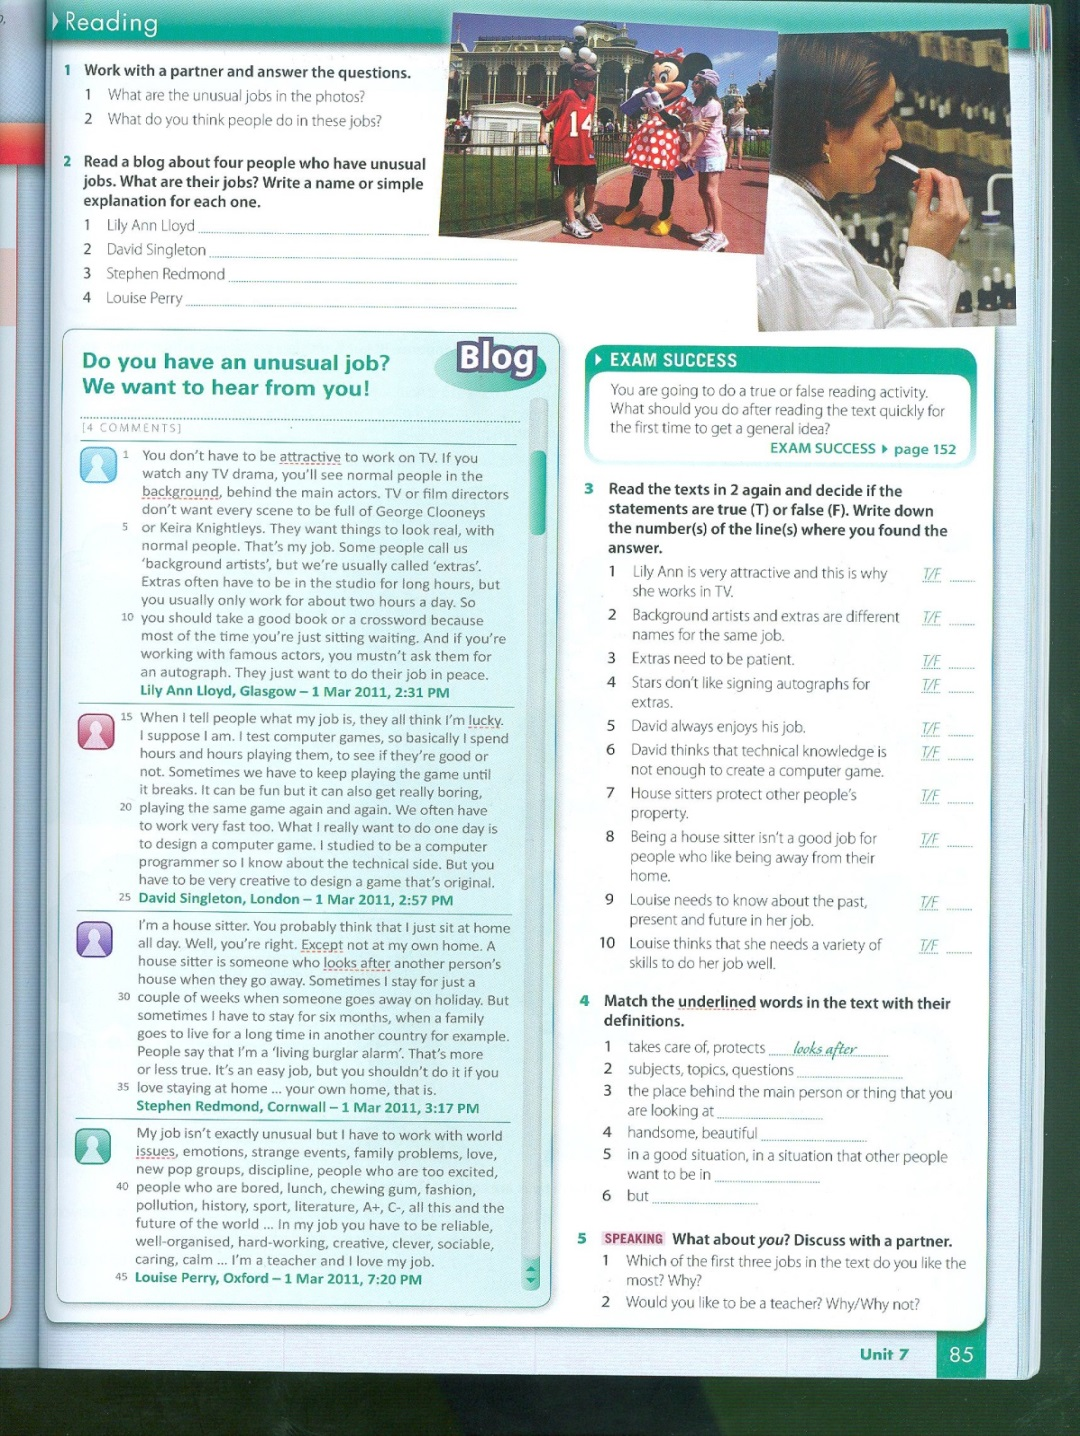 Reading
1 Work with a partner and answer the questions.
1 What are the unusual jobs in the photos?
2 What do you think people do in these jobs?
2 Read a blog about four people who have unusual
jobs. What are their jobs? Write a name or simple
explanation for each one.
1 Lily Ann Lloyd
2 David Singleton
3 Stephen Redmond
4 Louise Perry
14
Do you have an unusual job?
We want to hear from you!
Blog
[4 COMMENTS]
1 You don't have to be attractive to work on TV. If you
watch any TV drama, you'll see normal people in the
background, behind the main actors. TV or film directors
don't want every scene to be full of George Clooneys
5 or Keira Knightleys. They want things to look real, with
normal people. That's my job. Some people call us
'background artists', but we're usually called 'extras'.
Extras often have to be in the studio for long hours, but
you usually only work for about two hours a day. So
10 you should take a good book or a crossword because
most of the time you're just sitting waiting. And if you're
working with famous actors, you mustn't ask them for
an autograph. They just want to do their job in peace.
Lily Ann Lloyd, Glasgow – 1 Mar 2011, 2:31 PM
15 When I tell people what my job is, they all think I'm lucky.
I suppose I am. I test computer games, so basically I spend
hours and hours playing them, to see if they're good or
not. Sometimes we have to keep playing the game until
it breaks. It can be fun but it can also get really boring,
20 playing the same game again and again. We often have
to work very fast too. What I really want to do one day is
to design a computer game. I studied to be a computer
programmer so I know about the technical side. But you
have to be very creative to design a game that's original.
25 David Singleton, London – 1 Mar 2011, 2:57 PM
I'm a house sitter. You probably think that I just sit at home
all day. Well, you're right. Except not at my own home. A
house sitter is someone who looks after another person's
house when they go away. Sometimes I stay for just a
30 couple of weeks when someone goes away on holiday. But
sometimes I have to stay for six months, when a family
goes to live for a long time in another country for example.
People say that I'm a 'living burglar alarm'. That's more
or less true. It's an easy job, but you shouldn't do it if you
35 love staying at home ... your own home, that is.
Stephen Redmond, Cornwall – 1 Mar 2011, 3:17 PM
My job isn't exactly unusual but I have to work with world
issues, emotions, strange events, family problems, love,
new pop groups, discipline, people who are too excited,
40 people who are bored, lunch, chewing gum, fashion,
pollution, history, sport, literature, A+, C-, all this and the
future of the world ... In my job you have to be reliable,
well-organised, hard-working, creative, clever, sociable,
caring, calm ... I'm a teacher and I love my job.
45 Louise Perry, Oxford – 1 Mar 2011, 7:20 PM
EXAM SUCCESS
You are going to do a true or false reading activity.
What should you do after reading the text quickly for
the first time to get a general idea?
EXAM SUCCESS page 152
3 Read the texts in 2 again and decide if the
statements are true (T) or false (F). Write down
the number(s) of the line(s) where you found the
answer.
1 Lily Ann is very attractive and this is why T/F
she works in TV.
2 Background artists and extras are different T/F
names for the same job.
3 Extras need to be patient. T/F
4 Stars don't like signing autographs for T/F
extras.
5 David always enjoys his job. T/F
6 David thinks that technical knowledge is T/F
not enough to create a computer game.
7 House sitters protect other people's T/F
property.
8 Being a house sitter isn't a good job for T/F
people who like being away from their
home.
9 Louise needs to know about the past, T/F
present and future in her job.
10 Louise thinks that she needs a variety of T/F
skills to do her job well.
4 Match the underlined words in the text with their
definitions.
1 takes care of, protects looks after
2 subjects, topics, questions
3 the place behind the main person or thing that you
are looking at
4 handsome, beautiful
5 in a good situation, in a situation that other people
want to be in
6 but
5 SPEAKING What about you? Discuss with a partner.
1 Which of the first three jobs in the text do you like the
most? Why?
2 Would you like to be a teacher? Why/Why not?
Unit 7 85